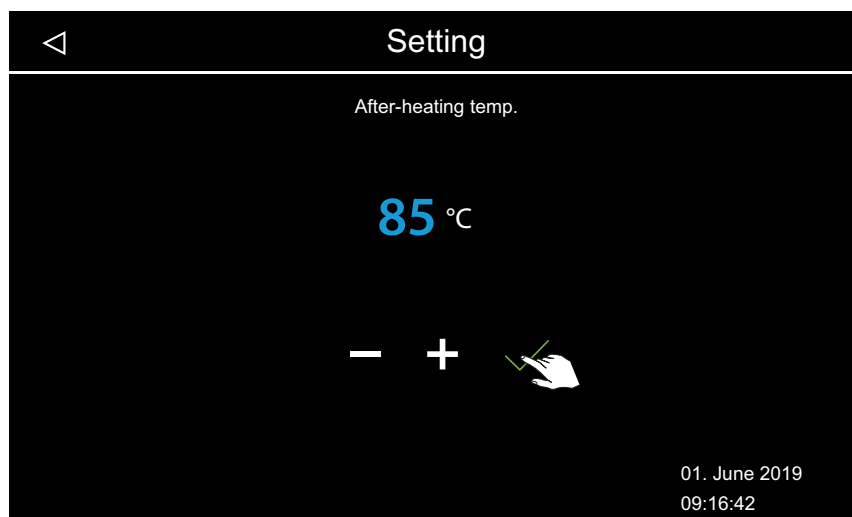 Setting
After-heating temp.
85 °C
01. June 2019
09:16:42